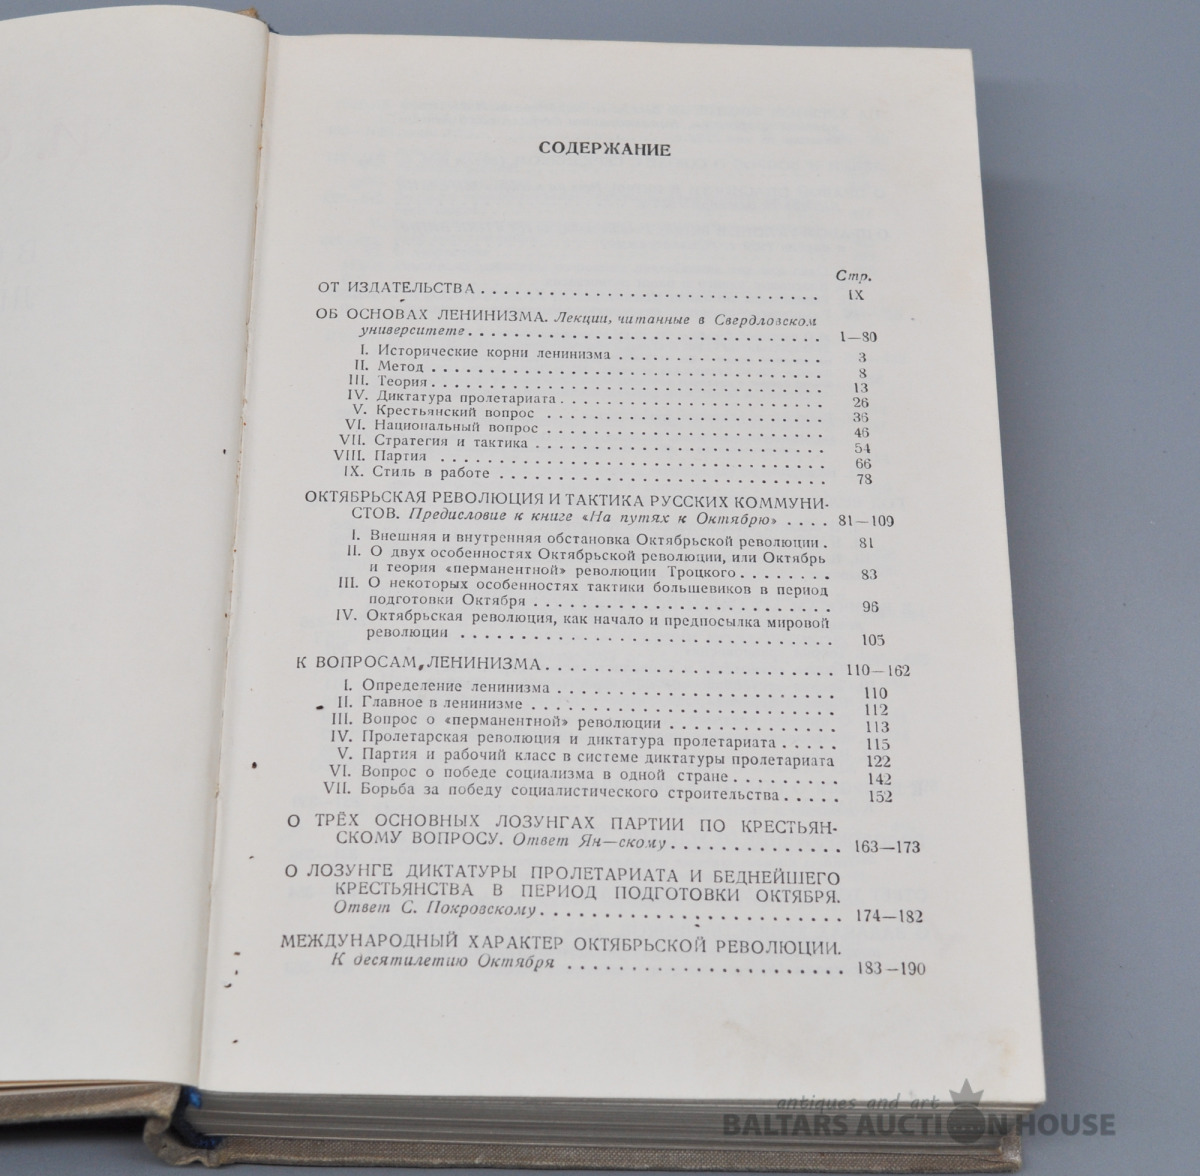 СОДЕРЖАНИЕ
Стр.
ОТ ИЗДАТЕЛЬСТВА . . . . . . . . . . . . . . . . . . . . . . . . . . . . . . IX
ОБ ОСНОВАХ ЛЕНИНИЗМА. Лекции, читанные в Свердловском
университете . . . . . . . . . . . . . . . . . . . . . . . . . . . . . . . 1—80
I. Исторические корни ленинизма . . . . . . . . . . . . . . . . . . 3
II. Метод . . . . . . . . . . . . . . . . . . . . . . . . . . . . . . . . . . 8
III. Теория . . . . . . . . . . . . . . . . . . . . . . . . . . . . . . . . . . 13
IV. Диктатура пролетариата . . . . . . . . . . . . . . . . . . . . . . . 26
V. Крестьянский вопрос . . . . . . . . . . . . . . . . . . . . . . . . 36
VI. Национальный вопрос . . . . . . . . . . . . . . . . . . . . . . . . 46
VII. Стратегия и тактика . . . . . . . . . . . . . . . . . . . . . . . . . 54
VIII. Партия . . . . . . . . . . . . . . . . . . . . . . . . . . . . . . . . . 66
IX. Стиль в работе . . . . . . . . . . . . . . . . . . . . . . . . . . . . 78
ОКТЯБРЬСКАЯ РЕВОЛЮЦИЯ И ТАКТИКА РУССКИХ КОММУНИ-
СТОВ. Предисловие к книге «На путях к Октябрю» . . . . 81—109
I. Внешняя и внутренняя обстановка Октябрьской революции . 81
II. О двух особенностях Октябрьской революции, или Октябрь
и теория «перманентной» революции Троцкого . . . . . . . . 83
III. О некоторых особенностях тактики большевиков в период
подготовки Октября . . . . . . . . . . . . . . . . . . . . . . . . . . 96
IV. Октябрьская революция, как начало и предпосылка мировой
революции . . . . . . . . . . . . . . . . . . . . . . . . . . . . . . . . 105
К ВОПРОСАМ ЛЕНИНИЗМА . . . . . . . . . . . . . . . . . . . . . . . . . 110—162
I. Определение ленинизма . . . . . . . . . . . . . . . . . . . . . . . . 110
II. Главное в ленинизме . . . . . . . . . . . . . . . . . . . . . . . . . . 112
III. Вопрос о «перманентной» революции . . . . . . . . . . . . . . 113
IV. Пролетарская революция и диктатура пролетариата . . . . . 115
V. Партия и рабочий класс в системе диктатуры пролетариата 122
VI. Вопрос о победе социализма в одной стране . . . . . . . . . 142
VII. Борьба за победу социалистического строительства . . . . . 152
О ТРЁХ ОСНОВНЫХ ЛОЗУНГАХ ПАРТИИ ПО КРЕСТЬЯН-
СКОМУ ВОПРОСУ. Ответ Ян—скому . . . . . . . . . . . . . . . 163—173
О ЛОЗУНГЕ ДИКТАТУРЫ ПРОЛЕТАРИАТА И БЕДНЕЙШЕГО
КРЕСТЬЯНСТВА В ПЕРИОД ПОДГОТОВКИ ОКТЯБРЯ.
Ответ С. Покровскому . . . . . . . . . . . . . . . . . . . . . . . . . . 174—182
МЕЖДУНАРОДНЫЙ ХАРАКТЕР ОКТЯБРЬСКОЙ РЕВОЛЮЦИИ.
К десятилетию Октября . . . . . . . . . . . . . . . . . . . . . . . . 183—190
antiques and art
BALTARS AUCTION HOUSE